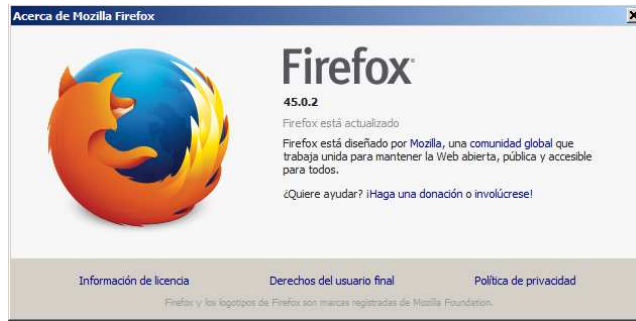 Acerca de Mozilla Firefox
Firefox
45.0.2
Firefox está actualizado
Firefox está diseñado por Mozilla, una comunidad global que
trabaja unida para mantener la Web abierta, pública y accesible
para todos.
¿Quiere ayudar? ¡Haga una donación o involúcrese!
Información de licencia Derechos del usuario final Política de privacidad
Firefox y los logotipos de Firefox son marcas registradas de Mozilla Foundation.